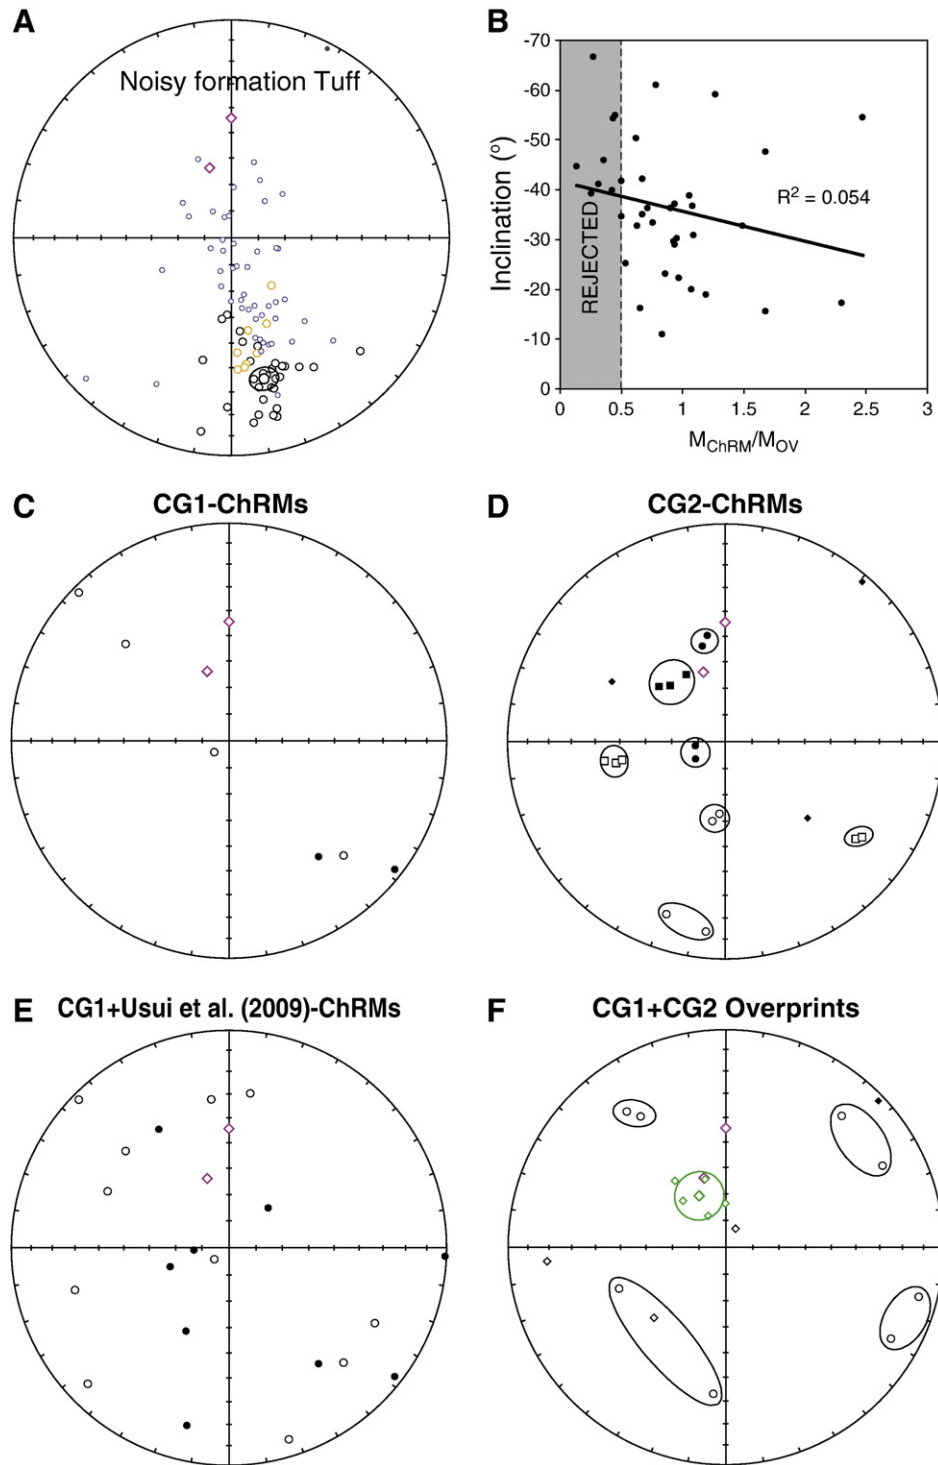 A
Noisy formation Tuff
B
-70
-60
-50
-40
-30
-20
-10
0
Inclination (°)
REJECTED
R² = 0.054
0 0.5 1 1.5 2 2.5 3
MChRM/MOV
C CG1-ChRMs
D CG2-ChRMs
E CG1+Usui et al. (2009)-ChRMs
F CG1+CG2 Overprints